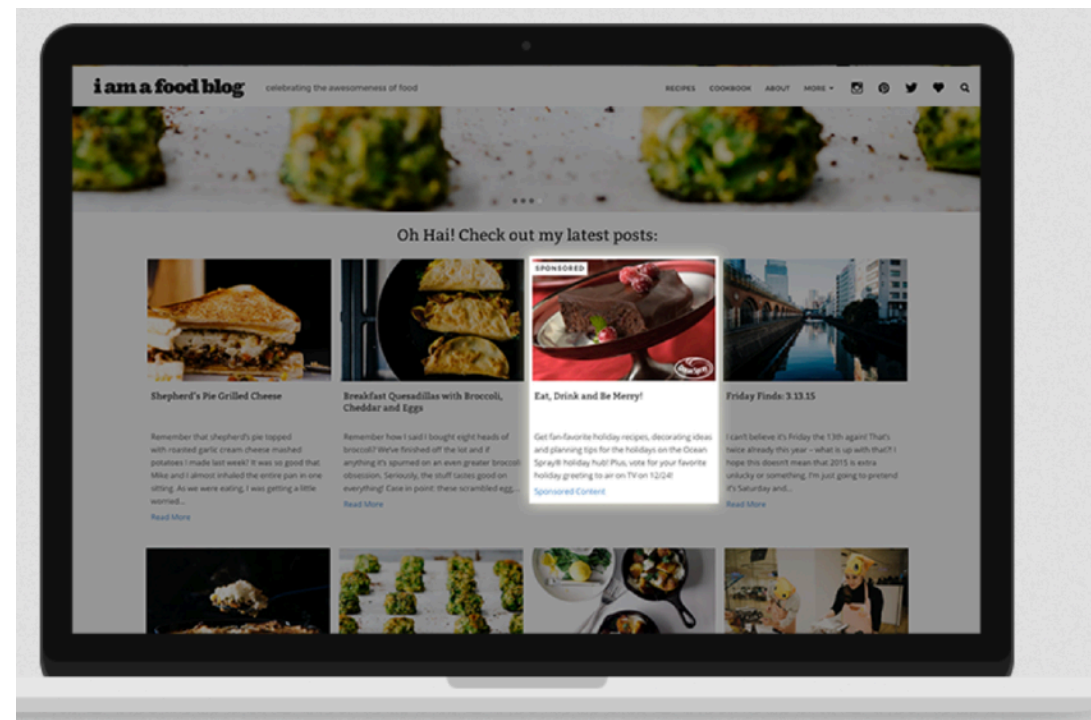 i am a food blog celebrating the awesomeness of food RECIPES COOKBOOK ABOUT MORE
Oh Hai! Check out my latest posts:
Shepherd's Pie Grilled Cheese
Remember that shepherd's pie topped
with roasted garlic cream cheese mashed
potatoes I made last week? It was so good that
Mike and I almost inhaled the entire pan in one
sitting. As we were eating, I was getting a little
worried...
Read More
Breakfast Quesadillas with Broccoli,
Cheddar and Eggs
Remember how I said I bought eight heads of
broccoli? We've finished off the lot and if
anything it's spurned on an even greater broccoli
obsession. Seriously, the stuff tastes good on
everything! Case in point: these scrambled egg,...
Read More
SPONSORED
Ocean Spray
Eat, Drink and Be Merry!
Get fan-favorite holiday recipes, decorating ideas
and planning tips for the holidays on the Ocean
Spray® holiday hub! Plus, vote for your favorite
holiday greeting to air on TV on 12/24!
Sponsored Content
Friday Finds: 3.13.15
I can't believe it's Friday the 13th again! That's
twice already this year – what is up with that?! I
hope this doesn't mean that 2015 is extra
unlucky or something. I'm just going to pretend
it's Saturday and...
Read More